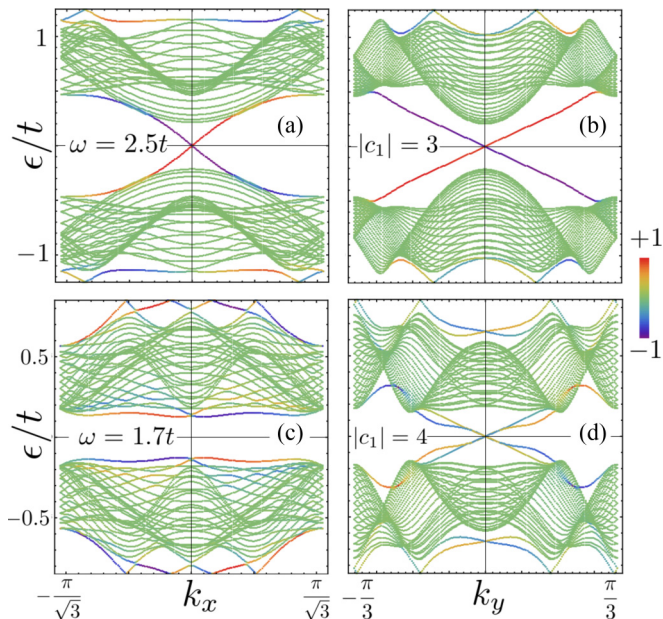 1
(a)
(b)
ϵ/t
ω = 2.5t
|c₁| = 3
-1
+1
-1
0.5
ω = 1.7t
(c)
|c₁| = 4
(d)
ϵ/t
-0.5
-π/√3
kₓ
π/√3
-π/3
k_y
π/3